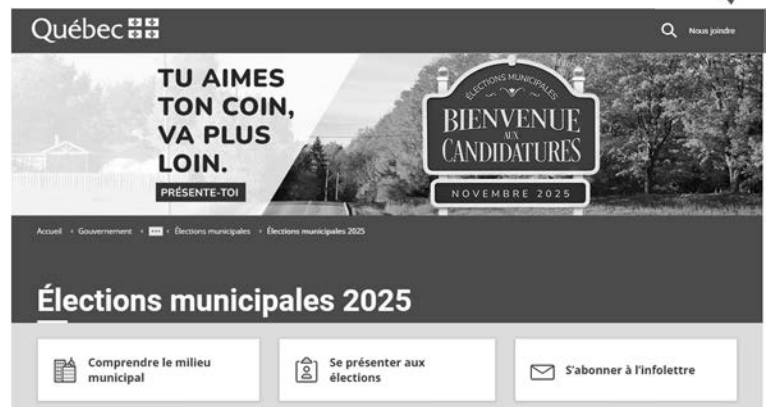 Québec
Nous joindre
TU AIMES
TON COIN,
VA PLUS
LOIN.
PRÉSENTE-TOI
ÉLECTIONS MUNICIPALES
BIENVENUE
AUX
CANDIDATURES
NOVEMBRE 2025
Accueil Gouvernement ... Élections municipales Élections municipales 2025
Élections municipales 2025
Comprendre le milieu
municipal
Se présenter aux
élections
S'abonner à l'infolettre